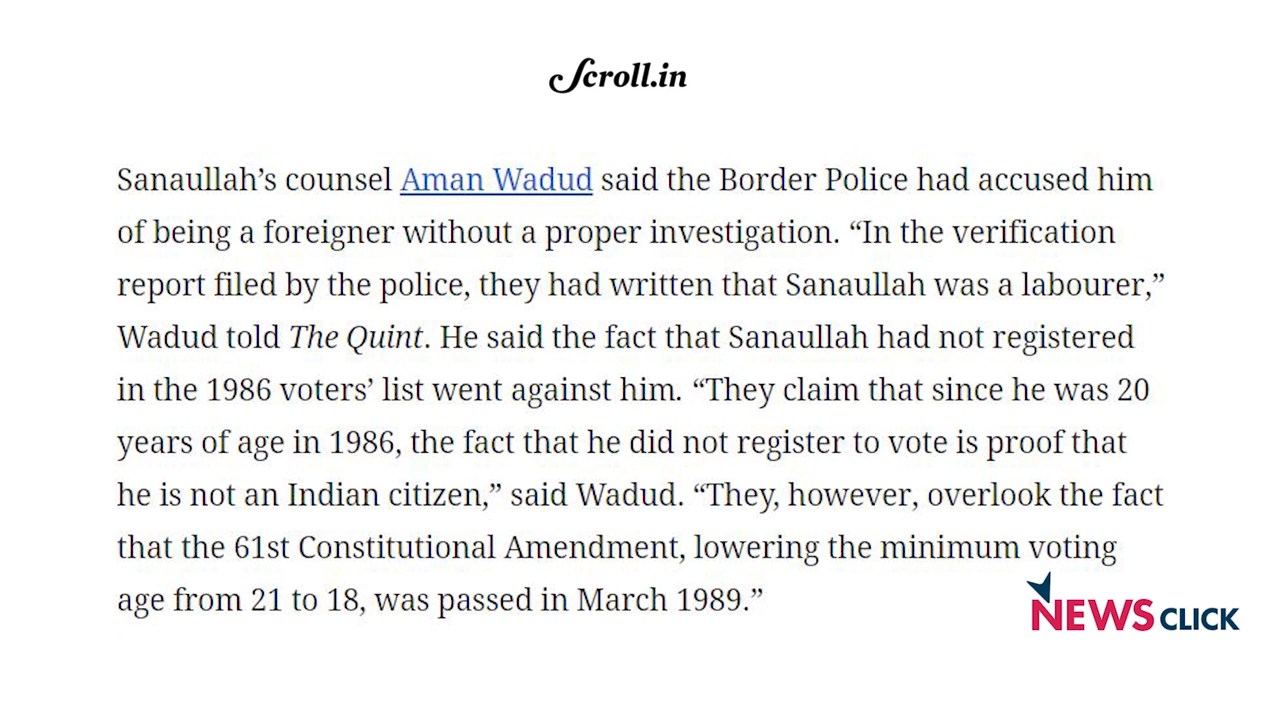 Scroll.in
Sanaullah’s counsel Aman Wadud said the Border Police had accused him
of being a foreigner without a proper investigation. “In the verification
report filed by the police, they had written that Sanaullah was a labourer,”
Wadud told The Quint. He said the fact that Sanaullah had not registered
in the 1986 voters’ list went against him. “They claim that since he was 20
years of age in 1986, the fact that he did not register to vote is proof that
he is not an Indian citizen,” said Wadud. “They, however, overlook the fact
that the 61st Constitutional Amendment, lowering the minimum voting
age from 21 to 18, was passed in March 1989.”
NEWSCLICK